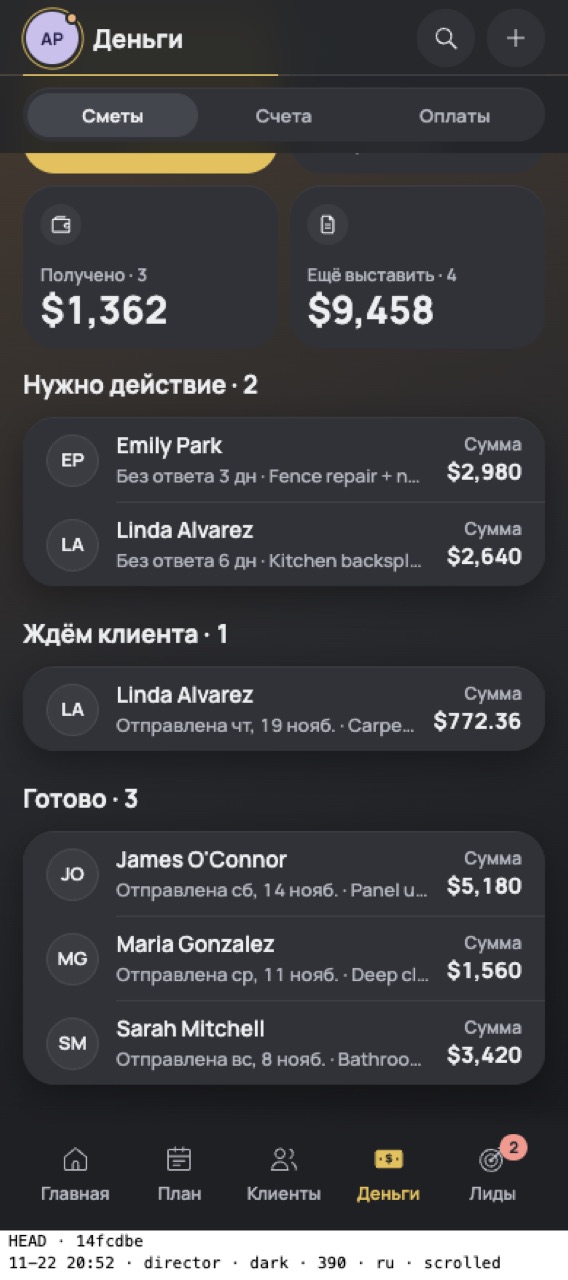 AP Деньги
Сметы Счета Оплаты
Получено · 3
$1,362
Ещё выставить · 4
$9,458
Нужно действие · 2
EP
Emily Park
Без ответа 3 дн · Fence repair + n…
Сумма
$2,980
LA
Linda Alvarez
Без ответа 6 дн · Kitchen backspl…
Сумма
$2,640
Ждём клиента · 1
LA
Linda Alvarez
Отправлена чт, 19 нояб. · Carpe…
Сумма
$772.36
Готово · 3
JO
James O'Connor
Отправлена сб, 14 нояб. · Panel u…
Сумма
$5,180
MG
Maria Gonzalez
Отправлена ср, 11 нояб. · Deep cl…
Сумма
$1,560
SM
Sarah Mitchell
Отправлена вс, 8 нояб. · Bathroo…
Сумма
$3,420
$
2
Главная План Клиенты Деньги Лиды
HEAD · 14fcdbe
11-22 20:52 · director · dark · 390 · ru · scrolled